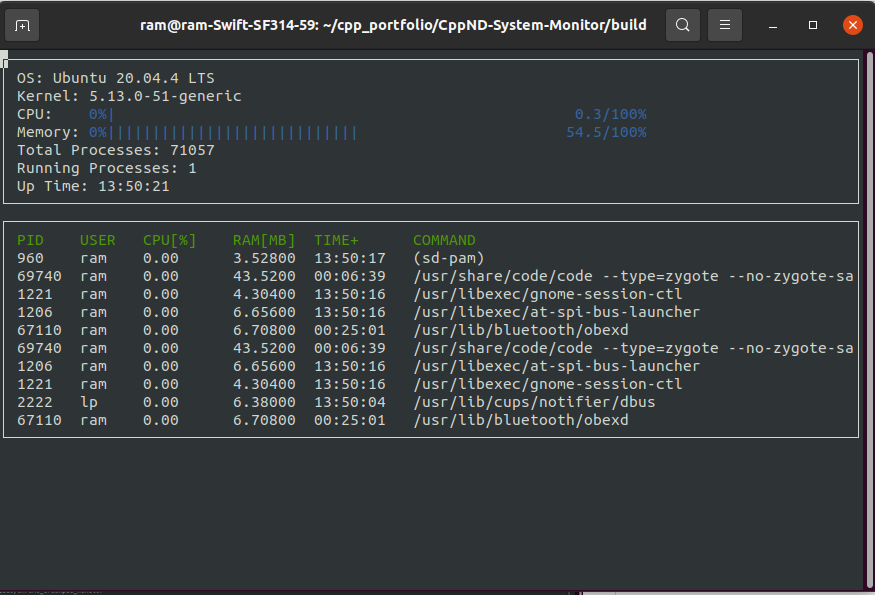 ram@ram-Swift-SF314-59: ~/cpp_portfolio/CppND-System-Monitor/build
OS: Ubuntu 20.04.4 LTS
Kernel: 5.13.0-51-generic
CPU: 0%| 0.3/100%
Memory: 0%|||||||||||||||||||||||||||| 54.5/100%
Total Processes: 71057
Running Processes: 1
Up Time: 13:50:21
PID USER CPU[%] RAM[MB] TIME+ COMMAND
960 ram 0.00 3.52800 13:50:17 (sd-pam)
69740 ram 0.00 43.5200 00:06:39 /usr/share/code/code --type=zygote --no-zygote-sa
1221 ram 0.00 4.30400 13:50:16 /usr/libexec/gnome-session-ctl
1206 ram 0.00 6.65600 13:50:16 /usr/libexec/at-spi-bus-launcher
67110 ram 0.00 6.70800 00:25:01 /usr/lib/bluetooth/obexd
69740 ram 0.00 43.5200 00:06:39 /usr/share/code/code --type=zygote --no-zygote-sa
1206 ram 0.00 6.65600 13:50:16 /usr/libexec/at-spi-bus-launcher
1221 ram 0.00 4.30400 13:50:16 /usr/libexec/gnome-session-ctl
2222 lp 0.00 6.38000 13:50:04 /usr/lib/cups/notifier/dbus
67110 ram 0.00 6.70800 00:25:01 /usr/lib/bluetooth/obexd